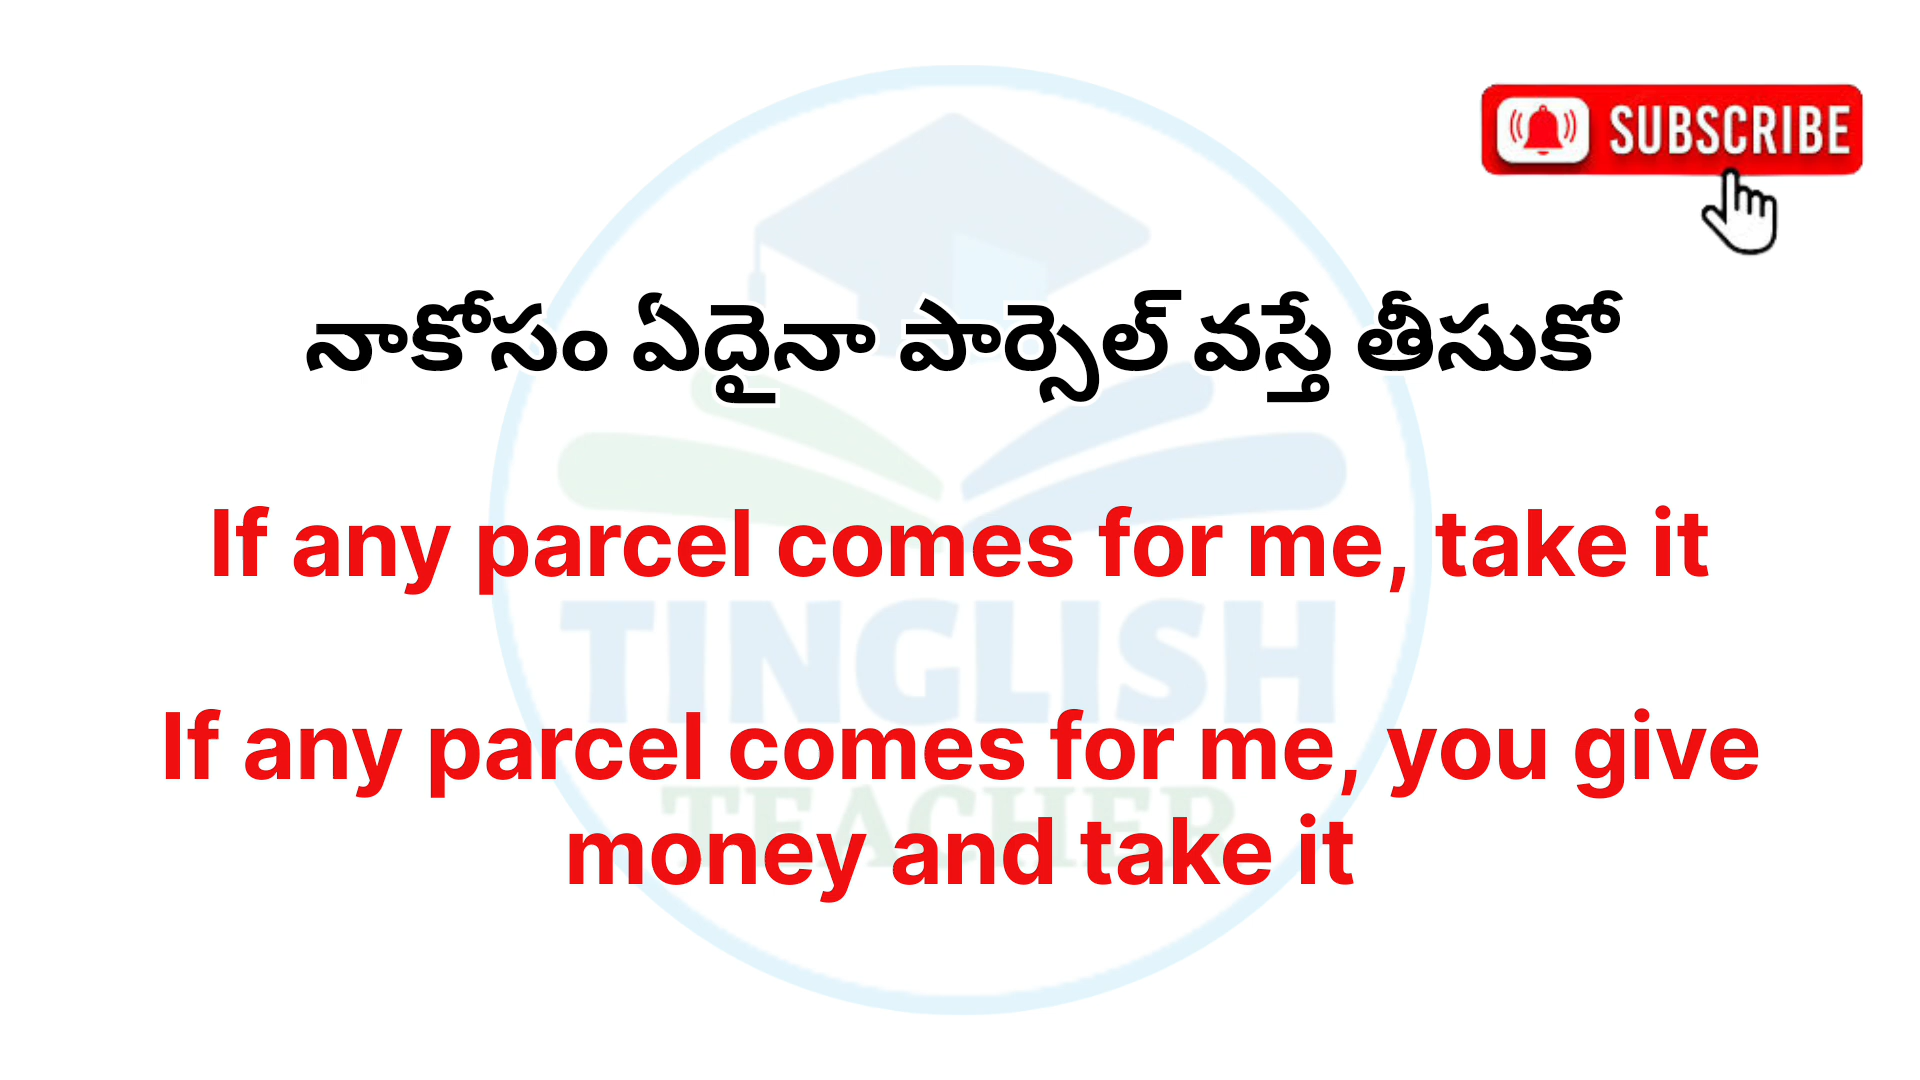 SUBSCRIBE
నాకోసం ఏదైనా పార్సెల్ వస్తే తీసుకో
If any parcel comes for me, take it
TINGLISH
If any parcel comes for me, you give
TEACHER
money and take it